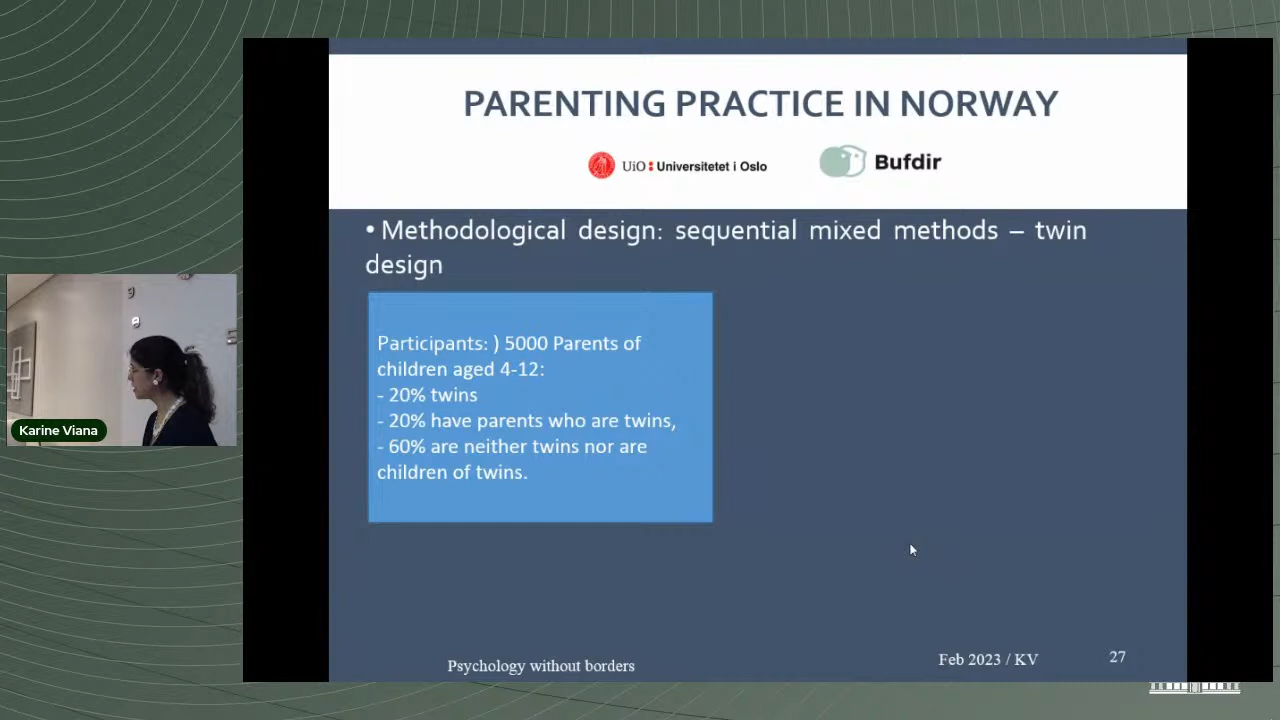 PARENTING PRACTICE IN NORWAY
UiO: Universitetet i Oslo
Bufdir
• Methodological design: sequential mixed methods – twin
design
Participants: ) 5000 Parents of
children aged 4-12:
- 20% twins
- 20% have parents who are twins,
- 60% are neither twins nor are
children of twins.
Karine Viana
Psychology without borders
Feb 2023 / KV
27